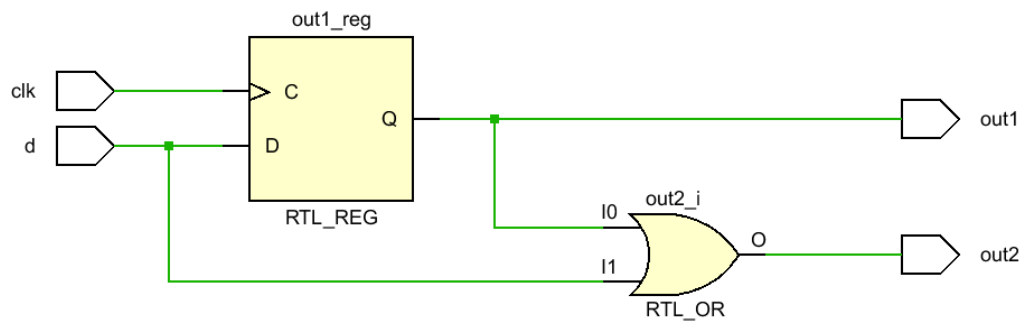 out1_reg
clk
C
Q
out1
d
D
RTL_REG
out2_i
I0
O
out2
I1
RTL_OR